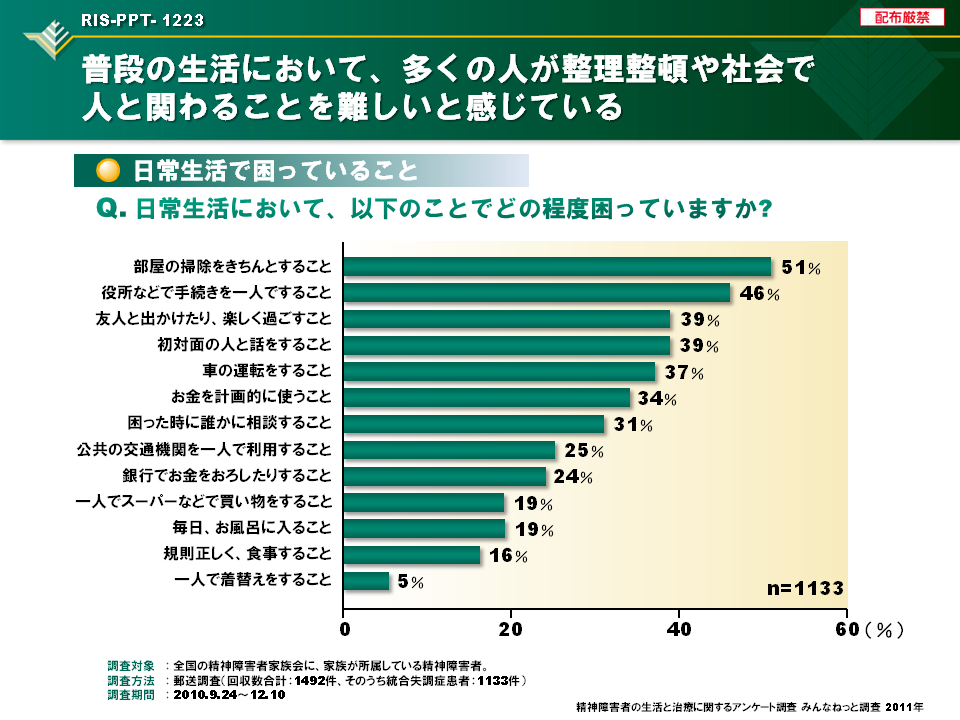 RIS-PPT- 1223
配布厳禁
普段の生活において、多くの人が整理整頓や社会で
人と関わることを難しいと感じている
日常生活で困っていること
Q. 日常生活において、以下のことでどの程度困っていますか?
部屋の掃除をきちんとすること 51%
役所などで手続きを一人ですること 46%
友人と出かけたり、楽しく過ごすこと 39%
初対面の人と話をすること 39%
車の運転をすること 37%
お金を計画的に使うこと 34%
困った時に誰かに相談すること 31%
公共の交通機関を一人で利用すること 25%
銀行でお金をおろしたりすること 24%
一人でスーパーなどで買い物をすること 19%
毎日、お風呂に入ること 19%
規則正しく、食事すること 16%
一人で着替えをすること 5%
n=1133
0 20 40 60 (%)
調査対象 : 全国の精神障害者家族会に、家族が所属している精神障害者。
調査方法 : 郵送調査(回収数合計:1492件、そのうち統合失調症患者:1133件)
調査期間 : 2010.9.24～12.10
精神障害者の生活と治療に関するアンケート調査 みんなねっと調査 2011年